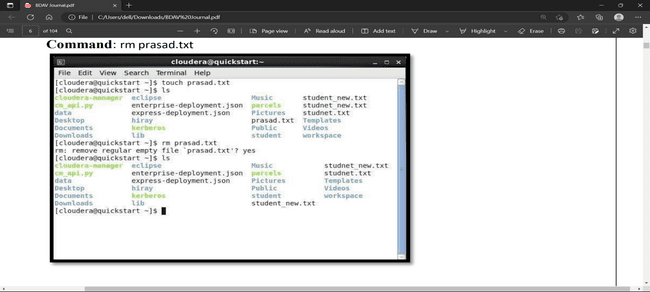 BDAV Journal.pdf
File C:/Users/dell/Downloads/BDAV%20Journal.pdf
6 of 104 Page view Read aloud Add text Draw Highlight Erase
Command: rm prasad.txt
cloudera@quickstart:~
File Edit View Search Terminal Help
[cloudera@quickstart ~]$ touch prasad.txt
[cloudera@quickstart ~]$ ls
cloudera-manager eclipse Music student_new.txt
cm_api.py enterprise-deployment.json parcels studnet.txt
data express-deployment.json Pictures studnet.txt
Desktop hiray prasad.txt Templates
Documents kerberos Public Videos
Downloads lib student workspace
[cloudera@quickstart ~]$ rm prasad.txt
rm: remove regular empty file `prasad.txt'? yes
[cloudera@quickstart ~]$ ls
cloudera-manager eclipse Music studnet_new.txt
cm_api.py enterprise-deployment.json parcels studnet.txt
data express-deployment.json Pictures Templates
Desktop hiray Public Videos
Documents kerberos student workspace
Downloads lib student_new.txt
[cloudera@quickstart ~]$